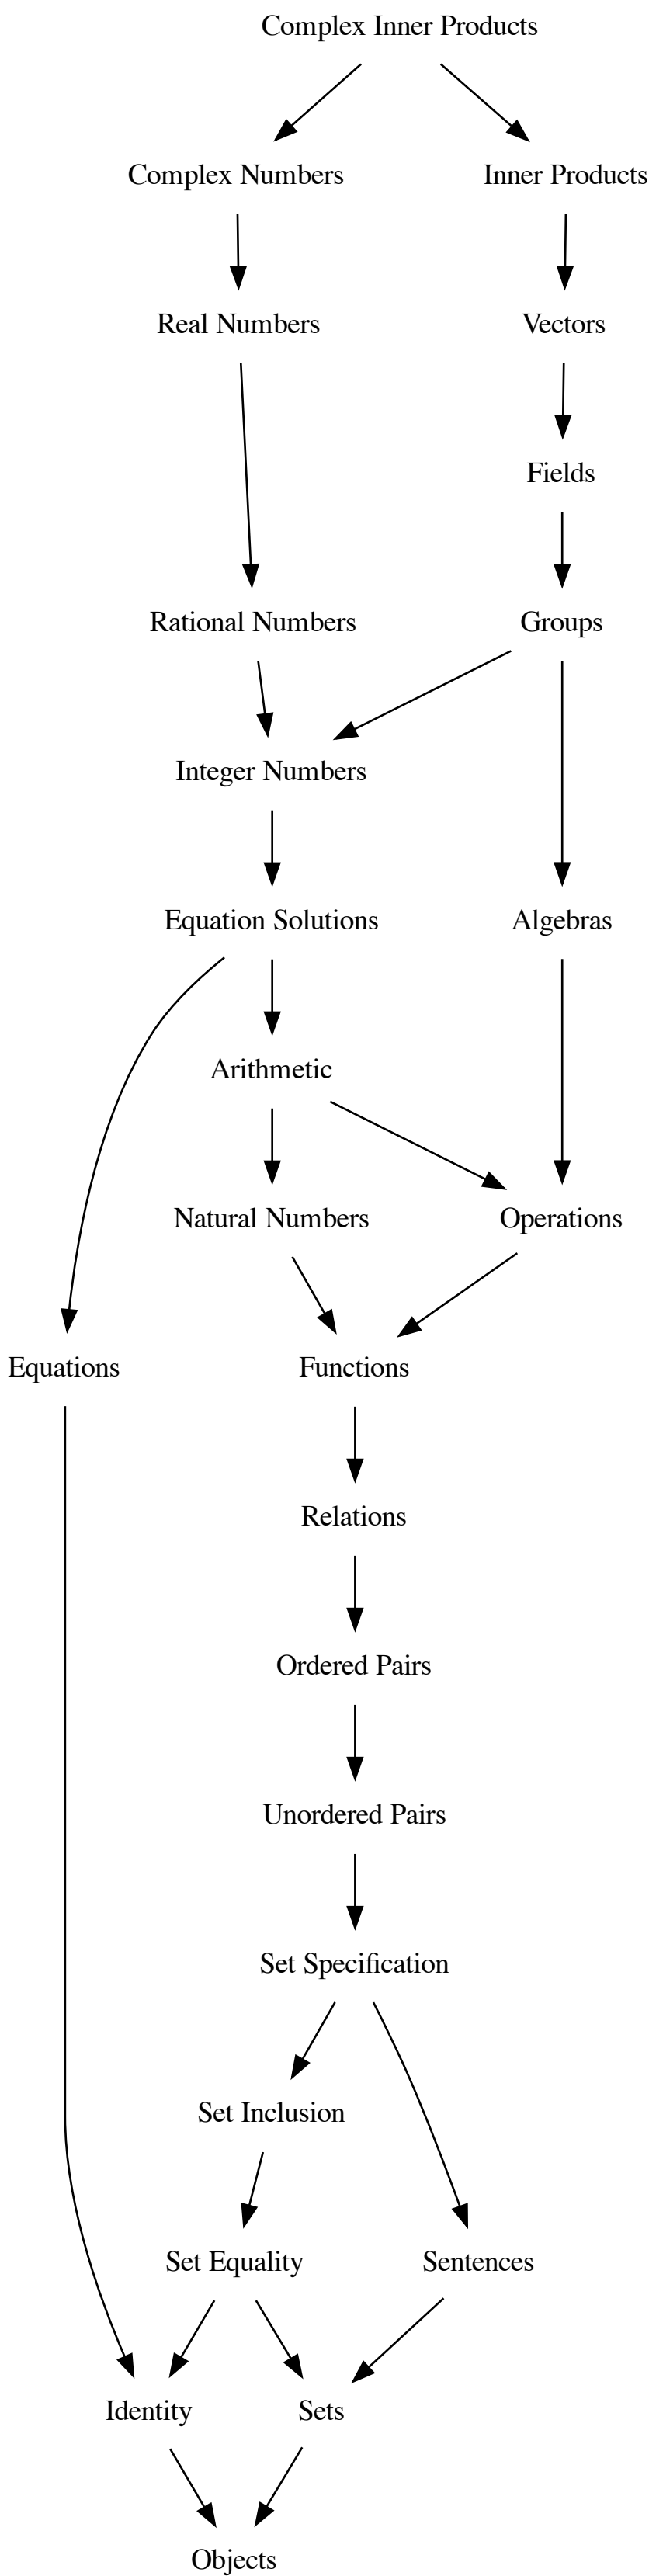 Complex Inner Products
Complex Numbers
Inner Products
Real Numbers
Vectors
Fields
Rational Numbers
Groups
Integer Numbers
Equation Solutions
Algebras
Arithmetic
Natural Numbers
Operations
Equations
Functions
Relations
Ordered Pairs
Unordered Pairs
Set Specification
Set Inclusion
Set Equality
Sentences
Identity
Sets
Objects